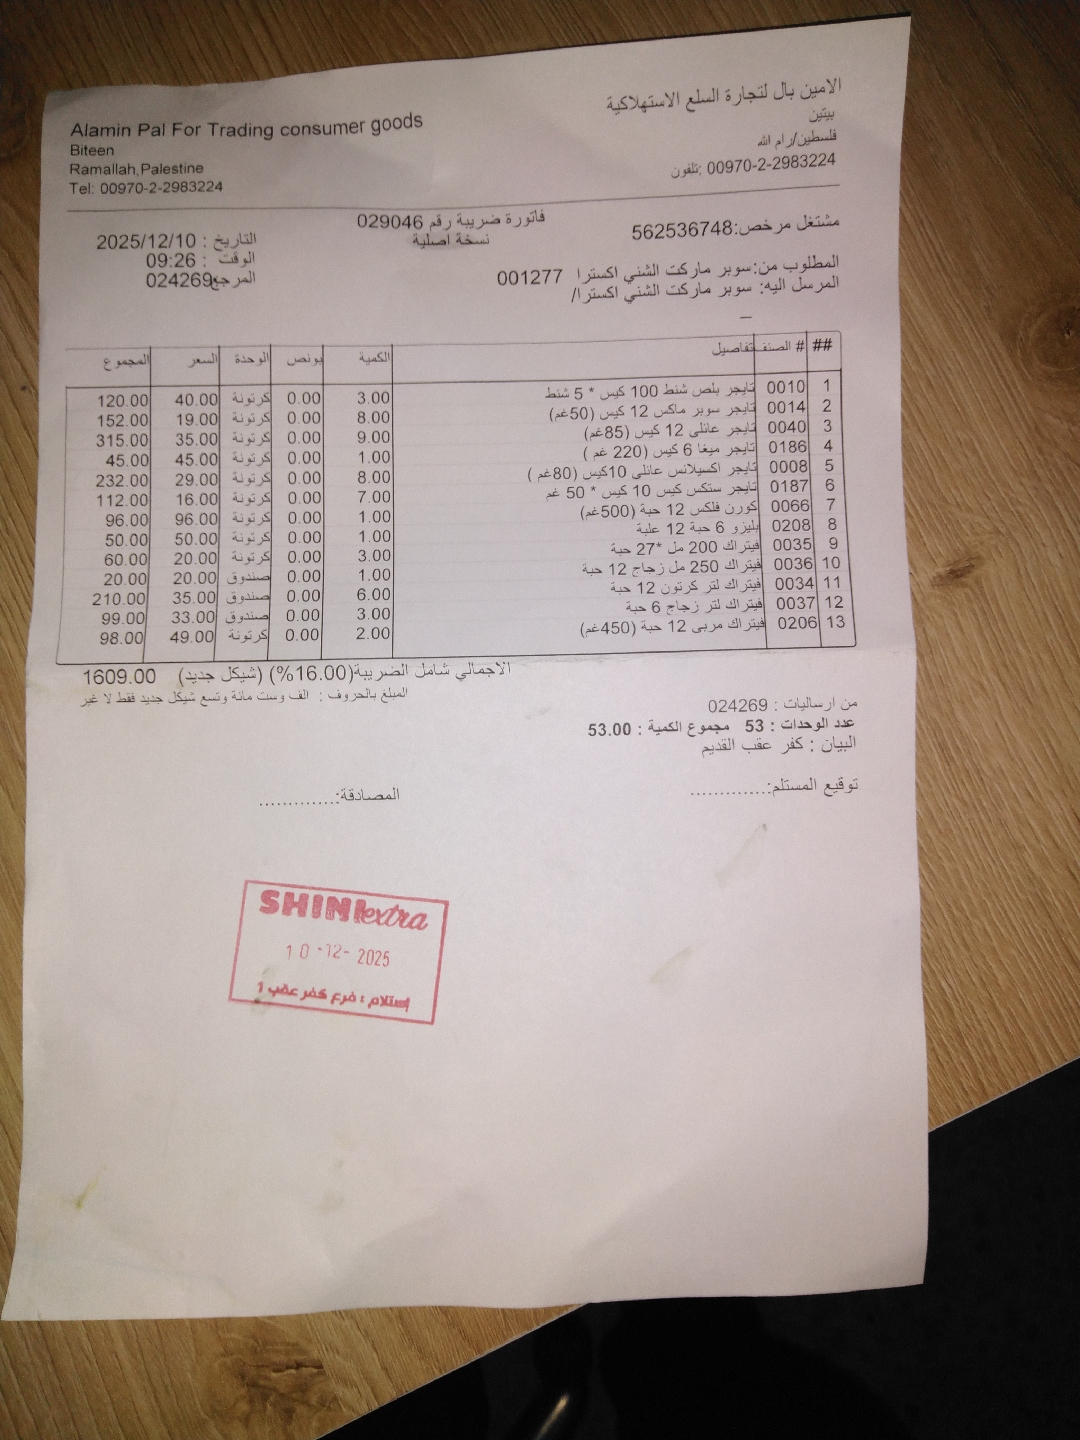 الامين بال لتجارة السلع الاستهلاكية
بيتين
فلسطين/رام الله
تلفون: 00970-2-2983224
Alamin Pal For Trading consumer goods
Biteen
Ramallah,Palestine
Tel: 00970-2-2983224
مشتغل مرخص:562536748
فاتورة ضريبة رقم 029046
نسخة اصلية
التاريخ : 2025/12/10
الوقت : 09:26
المرجع 024269
المطلوب من:سوبر ماركت الشني اكسترا 001277
المرسل اليه: سوبر ماركت الشني اكسترا/
_
## # الصنف تفاصيل الكمية بونص الوحدة السعر المجموع
1 0010 تايجر بلص شنط 100 كيس * 5 شنط 3.00 0.00 كرتونة 40.00 120.00
2 0014 تايجر سوبر ماكس 12 كيس (50غم) 8.00 0.00 كرتونة 19.00 152.00
3 0040 تايجر عائلي 12 كيس (85غم) 9.00 0.00 كرتونة 35.00 315.00
4 0186 تايجر ميغا 6 كيس (220 غم ) 1.00 0.00 كرتونة 45.00 45.00
5 0008 تايجر اكسيلانس عائلي 10كيس (80غم ) 8.00 0.00 كرتونة 29.00 232.00
6 0187 تايجر ستكس كيس 10 كيس * 50 غم 7.00 0.00 كرتونة 16.00 112.00
7 0066 كورن فلكس 12 حبة (500غم) 1.00 0.00 كرتونة 96.00 96.00
8 0208 بليزو 6 حبة 12 علبة 1.00 0.00 كرتونة 50.00 50.00
9 0035 فيتراك 200 مل *27 حبة 3.00 0.00 كرتونة 20.00 60.00
10 0036 فيتراك 250 مل زجاج 12 حبة 1.00 0.00 صندوق 20.00 20.00
11 0034 فيتراك لتر كرتون 12 حبة 6.00 0.00 صندوق 35.00 210.00
12 0037 فيتراك لتر زجاج 6 حبة 3.00 0.00 صندوق 33.00 99.00
13 0206 فيتراك مربى 12 حبة (450غم) 2.00 0.00 كرتونة 49.00 98.00
الاجمالي شامل الضريبة(16.00%) (شيكل جديد) 1609.00
المبلغ بالحروف : الف وست مائة وتسع شيكل جديد فقط لا غير
من ارساليات : 024269
عدد الوحدات : 53 مجموع الكمية : 53.00
البيان : كفر عقب القديم
توقيع المستلم:............. المصادقة:.............
SHINI extra
10-12-2025
إستلام : فرع كفر عقب 1